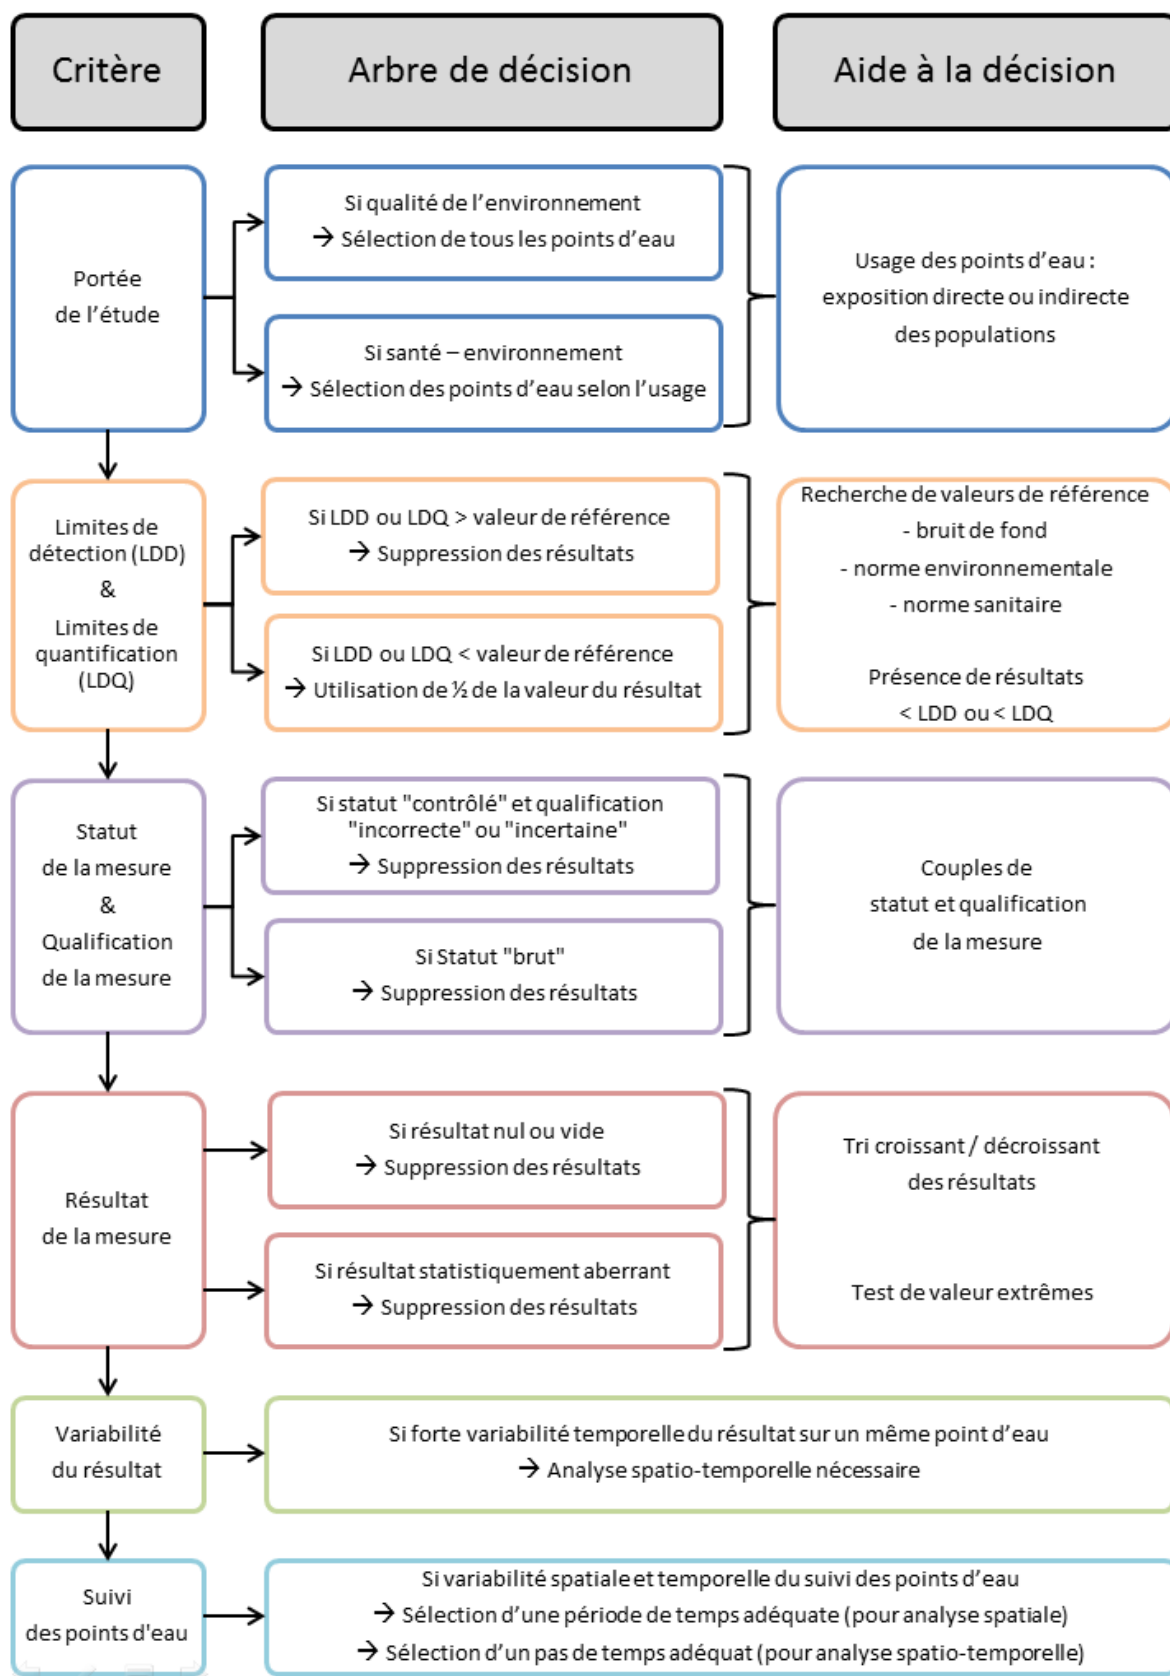 Critère
Arbre de décision
Aide à la décision
Portée
de l'étude
Si qualité de l'environnement
→ Sélection de tous les points d'eau
Si santé – environnement
→ Sélection des points d'eau selon l'usage
Usage des points d'eau :
exposition directe ou indirecte
des populations
Limites de
détection (LDD)
&
Limites de
quantification
(LDQ)
Si LDD ou LDQ > valeur de référence
→ Suppression des résultats
Si LDD ou LDQ < valeur de référence
→ Utilisation de ½ de la valeur du résultat
Recherche de valeurs de référence
- bruit de fond
- norme environnementale
- norme sanitaire
Présence de résultats
< LDD ou < LDQ
Statut
de la mesure
&
Qualification
de la mesure
Si statut "contrôlé" et qualification
"incorrecte" ou "incertaine"
→ Suppression des résultats
Si Statut "brut"
→ Suppression des résultats
Couples de
statut et qualification
de la mesure
Résultat
de la mesure
Si résultat nul ou vide
→ Suppression des résultats
Si résultat statistiquement aberrant
→ Suppression des résultats
Tri croissant / décroissant
des résultats
Test de valeur extrêmes
Variabilité
du résultat
Si forte variabilité temporelle du résultat sur un même point d'eau
→ Analyse spatio-temporelle nécessaire
Suivi
des points d'eau
Si variabilité spatiale et temporelle du suivi des points d'eau
→ Sélection d'une période de temps adéquate (pour analyse spatiale)
→ Sélection d'un pas de temps adéquat (pour analyse spatio-temporelle)